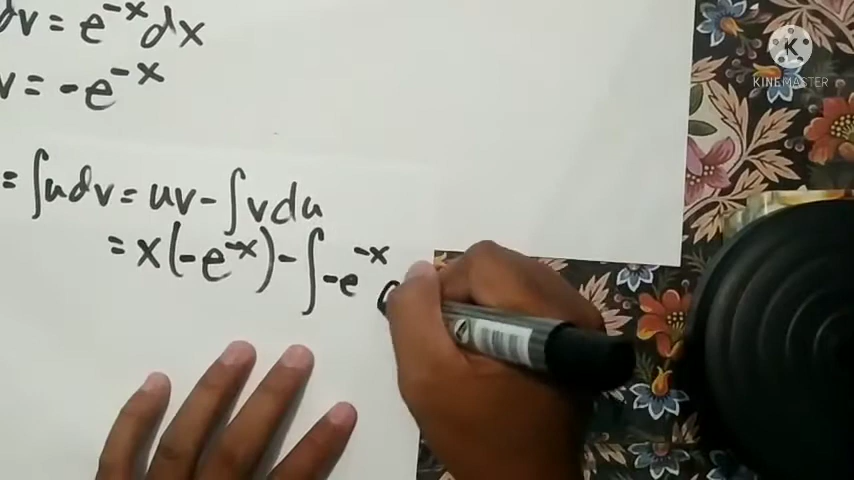 dv = e^{-x} dx
v = -e^{-x}
= ∫udv = uv - ∫vdu
= x(-e^{-x}) - ∫-e^{-x}
K
KINEMASTER